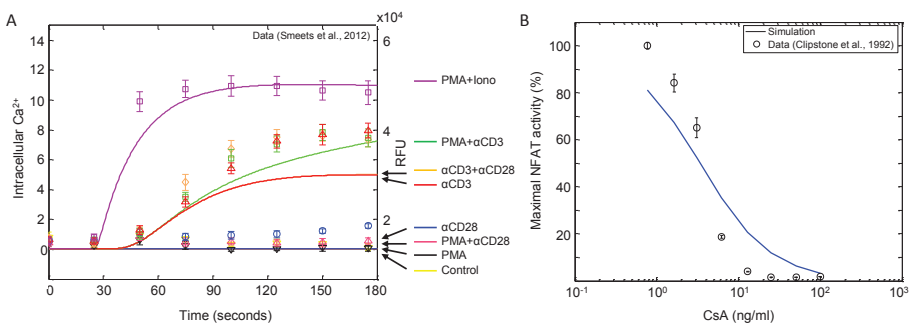 A
Data (Smeets et al., 2012)
x 10⁴
14
12
10
8
6
4
2
0
Intracellular Ca²⁺
0
30
60
90
120
150
180
Time (seconds)
6
4
2
0
RFU
PMA+Iono
PMA+αCD3
αCD3+αCD28
αCD3
αCD28
PMA+αCD28
PMA
Control
B
Simulation
Data (Clipstone et al., 1992)
100
80
60
40
20
0
Maximal NFAT activity (%)
10⁻¹
10⁰
10¹
10²
10³
CsA (ng/ml)